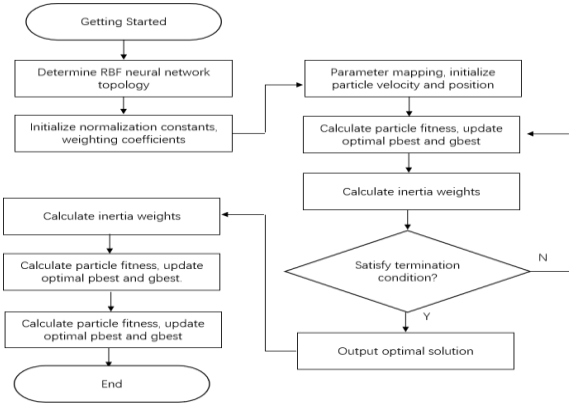 Getting Started
Determine RBF neural network
topology
Initialize normalization constants,
weighting coefficients
Parameter mapping, initialize
particle velocity and position
Calculate particle fitness, update
optimal pbest and gbest
Calculate inertia weights
Satisfy termination
condition?
N
Y
Output optimal solution
Calculate inertia weights
Calculate particle fitness, update
optimal pbest and gbest.
Calculate particle fitness, update
optimal pbest and gbest
End